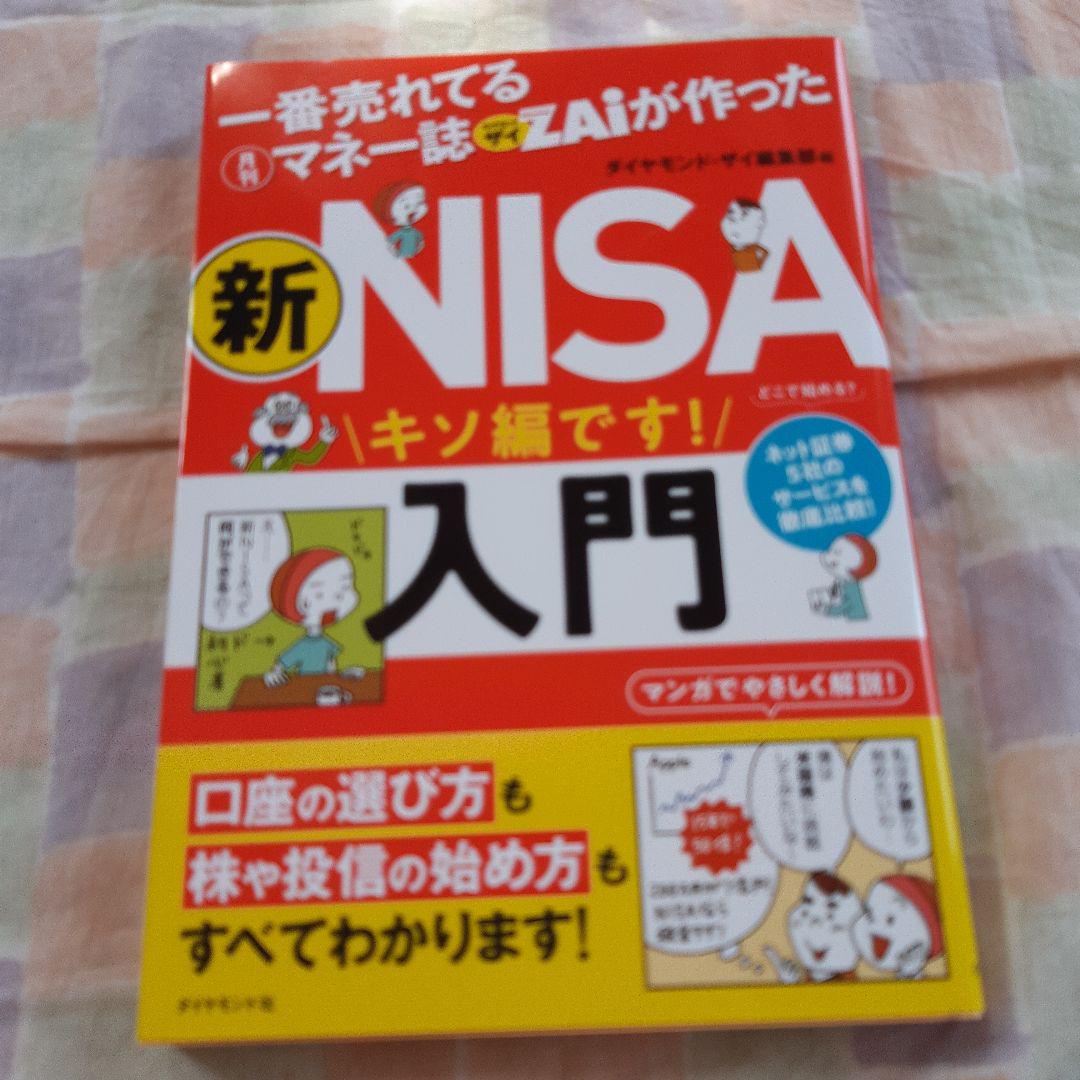 一番売れてる
月刊
マネー誌ザイZAiが作った
ダイヤモンド・ザイ編集部 編
新
NISA
キソ編です!
どこで始める?
ネット証券
5社の
サービスを
徹底比較!
入門
マンガでやさしく解説!
口座の選び方も
株や投信の始め方も
すべてわかります!
Apple
ダイヤモンド社